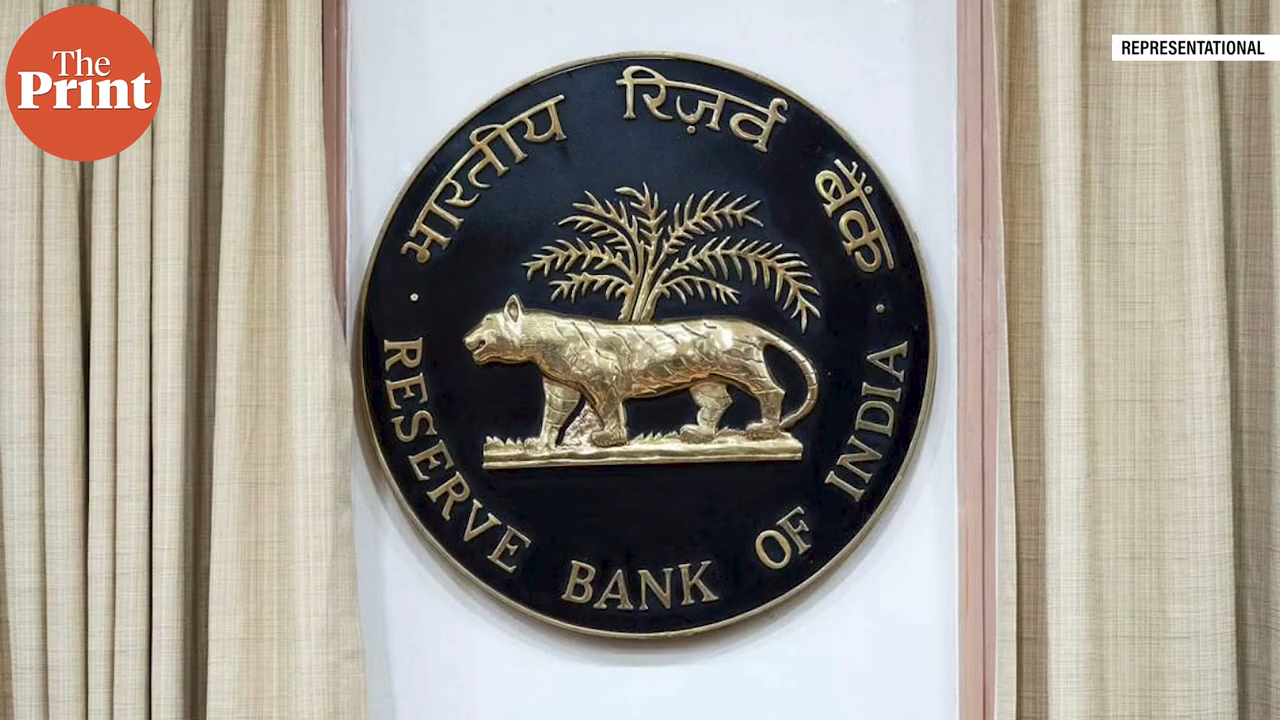 The
Print
REPRESENTATIONAL
भारतीय रिज़र्व बैंक
RESERVE BANK OF INDIA